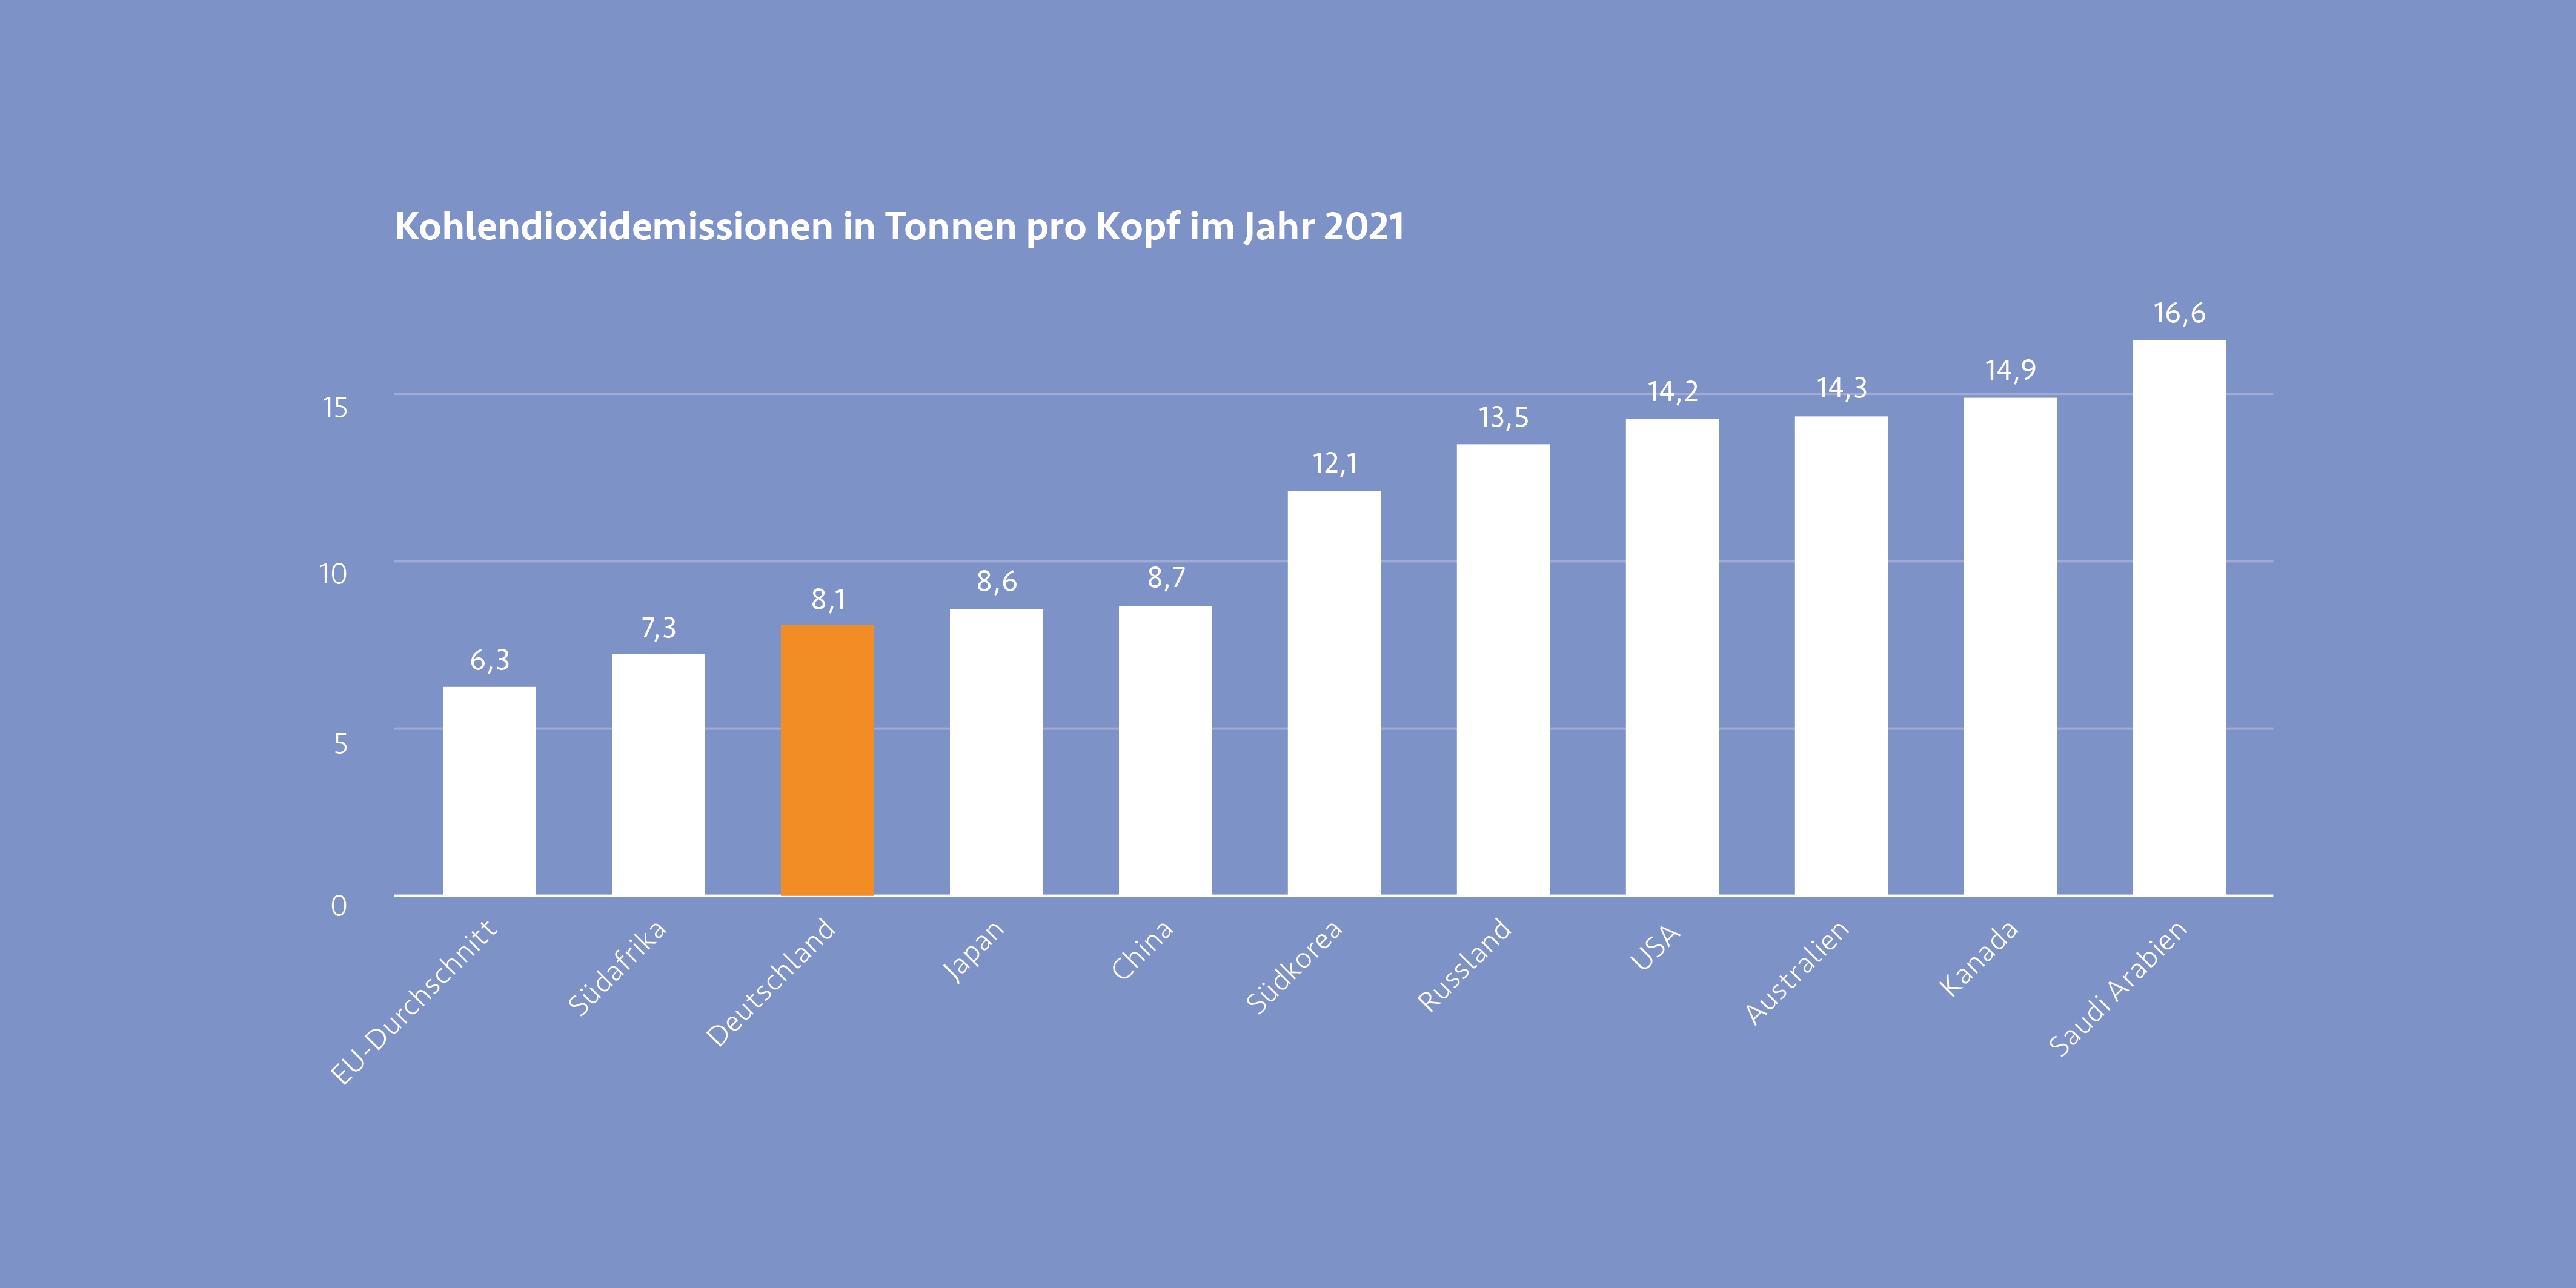 Kohlendioxidemissionen in Tonnen pro Kopf im Jahr 2021
16,6
14,9
14,3
14,2
13,5
12,1
8,7
8,6
8,1
7,3
6,3
15
10
5
0
EU-Durchschnitt
Südafrika
Deutschland
Japan
China
Südkorea
Russland
USA
Australien
Kanada
Saudi Arabien